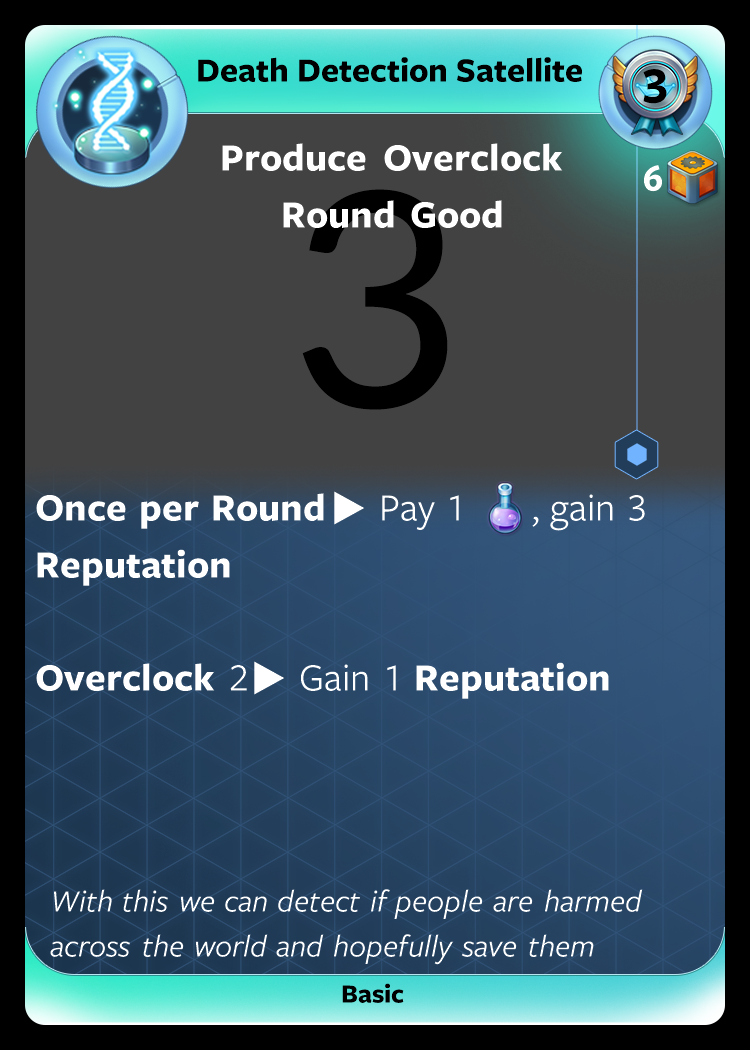 Death Detection Satellite
3
Produce Overclock
Round Good
6
3
Once per Round▶ Pay 1 , gain 3
Reputation
Overclock 2▶ Gain 1 Reputation
With this we can detect if people are harmed
across the world and hopefully save them
Basic